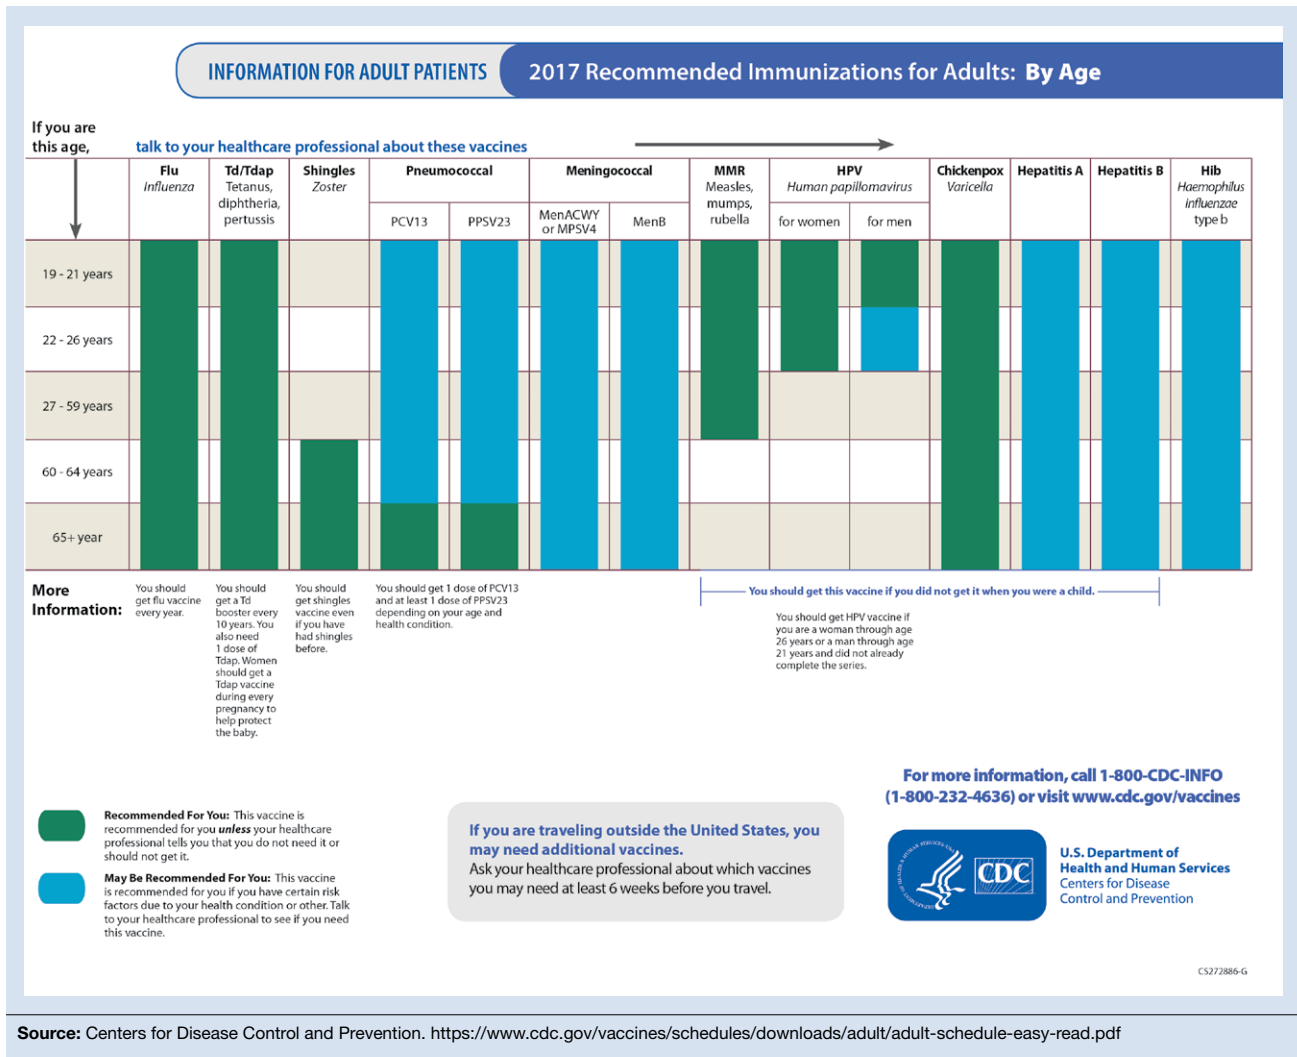 INFORMATION FOR ADULT PATIENTS
2017 Recommended Immunizations for Adults: By Age
If you are
this age,
talk to your healthcare professional about these vaccines
Flu
Influenza
Td/Tdap
Tetanus,
diphtheria,
pertussis
Shingles
Zoster
Pneumococcal
PCV13
PPSV23
Meningococcal
MenACWY
or MPSV4
MenB
MMR
Measles,
mumps,
rubella
HPV
Human papillomavirus
for women
for men
Chickenpox
Varicella
Hepatitis A
Hepatitis B
Hib
Haemophilus
influenzae
type b
19 - 21 years
22 - 26 years
27 - 59 years
60 - 64 years
65+ year
More
Information:
You should
get flu vaccine
every year.
You should
get a Td
booster every
10 years. You
also need
1 dose of
Tdap. Women
should get a
Tdap vaccine
during every
pregnancy to
help protect
the baby.
You should
get shingles
vaccine even
if you have
had shingles
before.
You should get 1 dose of PCV13
and at least 1 dose of PPSV23
depending on your age and
health condition.
You should get this vaccine if you did not get it when you were a child.
You should get HPV vaccine if
you are a woman through age
26 years or a man through age
21 years and did not already
complete the series.
Recommended For You: This vaccine is
recommended for you unless your healthcare
professional tells you that you do not need it or
should not get it.
May Be Recommended For You: This vaccine
is recommended for you if you have certain risk
factors due to your health condition or other. Talk
to your healthcare professional to see if you need
this vaccine.
If you are traveling outside the United States, you
may need additional vaccines.
Ask your healthcare professional about which vaccines
you may need at least 6 weeks before you travel.
For more information, call 1-800-CDC-INFO
(1-800-232-4636) or visit www.cdc.gov/vaccines
CDC
U.S. Department of
Health and Human Services
Centers for Disease
Control and Prevention
CS272886-G
Source: Centers for Disease Control and Prevention. https://www.cdc.gov/vaccines/schedules/downloads/adult/adult-schedule-easy-read.pdf